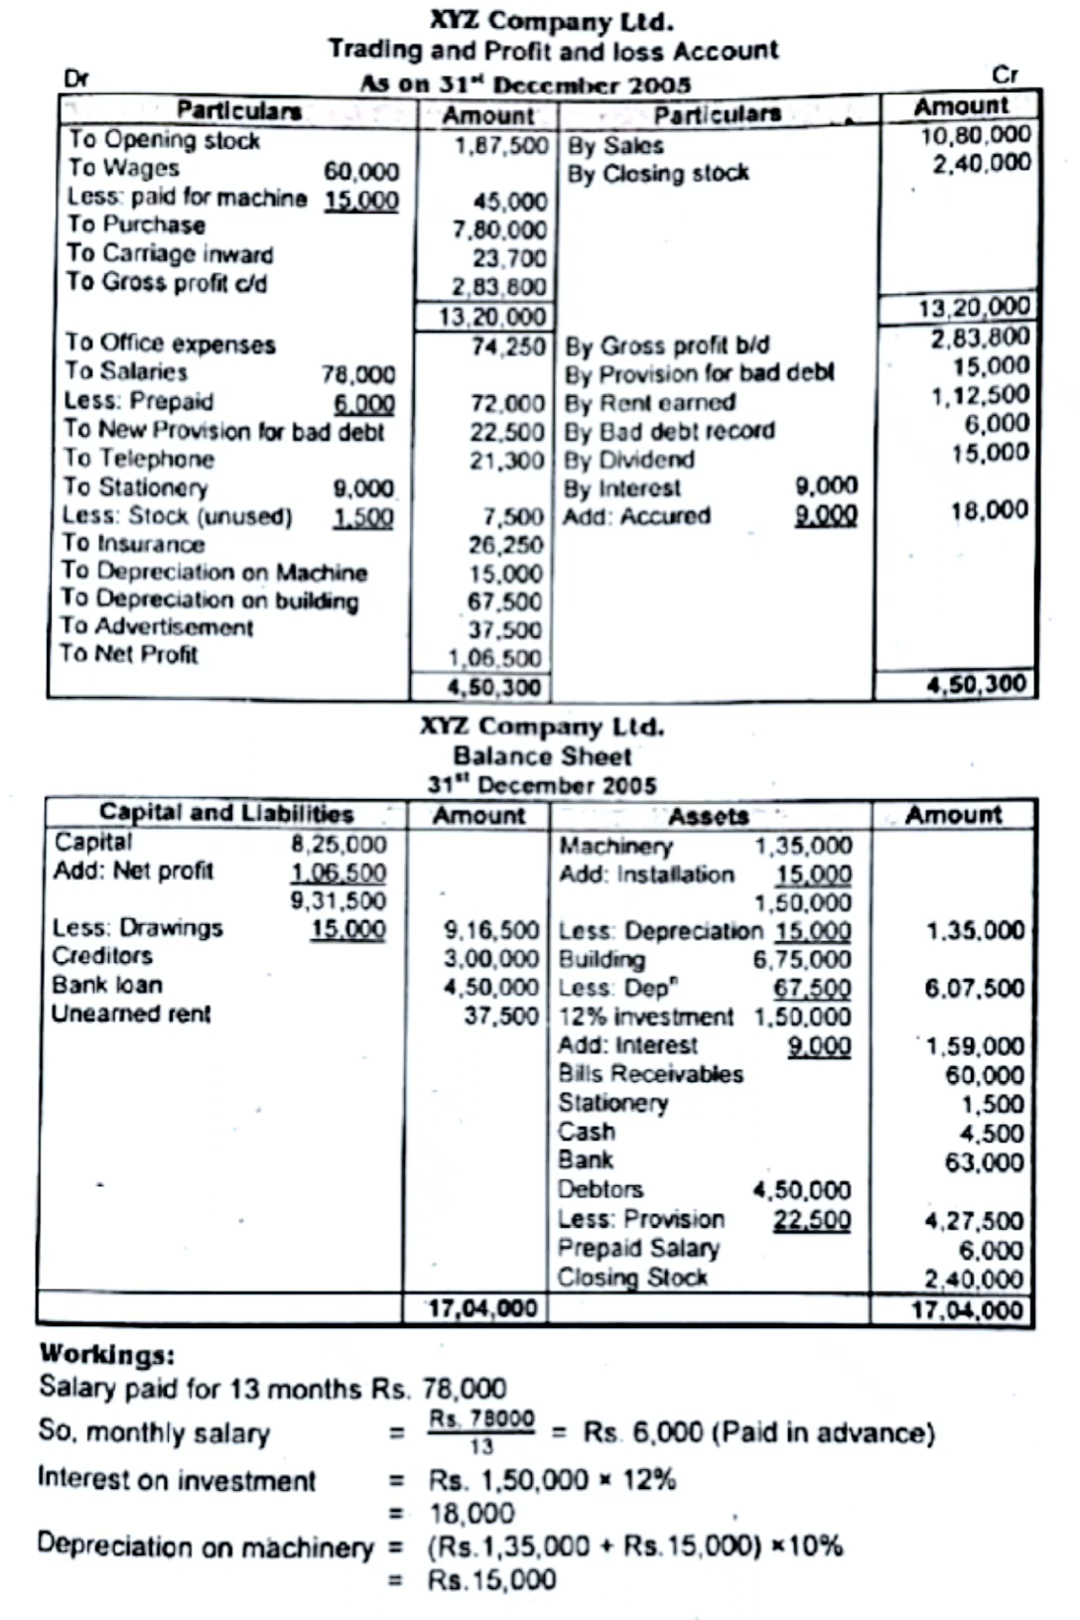 XYZ Company Ltd.
Trading and Profit and loss Account
Dr As on 31st December 2005 Cr
Particulars Amount Particulars Amount
To Opening stock 1,87,500 By Sales 10,80,000
To Wages 60,000 By Closing stock 2,40,000
Less: paid for machine 15,000 45,000
To Purchase 7,80,000
To Carriage inward 23,700
To Gross profit c/d 2,83,800
13,20,000 13,20,000
To Office expenses 74,250 By Gross profit b/d 2,83,800
To Salaries 78,000 By Provision for bad debt 15,000
Less: Prepaid 6,000 72,000 By Rent earned 1,12,500
To New Provision for bad debt 22,500 By Bad debt record 6,000
To Telephone 21,300 By Dividend 15,000
To Stationery 9,000 By Interest 9,000
Less: Stock (unused) 1,500 7,500 Add: Accured 9,000 18,000
To Insurance 26,250
To Depreciation on Machine 15,000
To Depreciation on building 67,500
To Advertisement 37,500
To Net Profit 1,06,500
4,50,300 4,50,300
XYZ Company Ltd.
Balance Sheet
31st December 2005
Capital and Liabilities Amount Assets Amount
Capital 8,25,000 Machinery 1,35,000
Add: Net profit 1,06,500 Add: Installation 15,000
9,31,500 1,50,000
Less: Drawings 15,000 9,16,500 Less: Depreciation 15,000 1,35,000
Creditors 3,00,000 Building 6,75,000
Bank loan 4,50,000 Less: Depⁿ 67,500 6,07,500
Unearned rent 37,500 12% investment 1,50,000
Add: Interest 9,000 1,59,000
Bills Receivables 60,000
Stationery 1,500
Cash 4,500
Bank 63,000
Debtors 4,50,000
Less: Provision 22,500 4,27,500
Prepaid Salary 6,000
Closing Stock 2,40,000
17,04,000 17,04,000
Workings:
Salary paid for 13 months Rs. 78,000
So, monthly salary = Rs. 78000 / 13 = Rs. 6,000 (Paid in advance)
Interest on investment = Rs. 1,50,000 × 12%
= 18,000
Depreciation on machinery = (Rs.1,35,000 + Rs.15,000) ×10%
= Rs.15,000